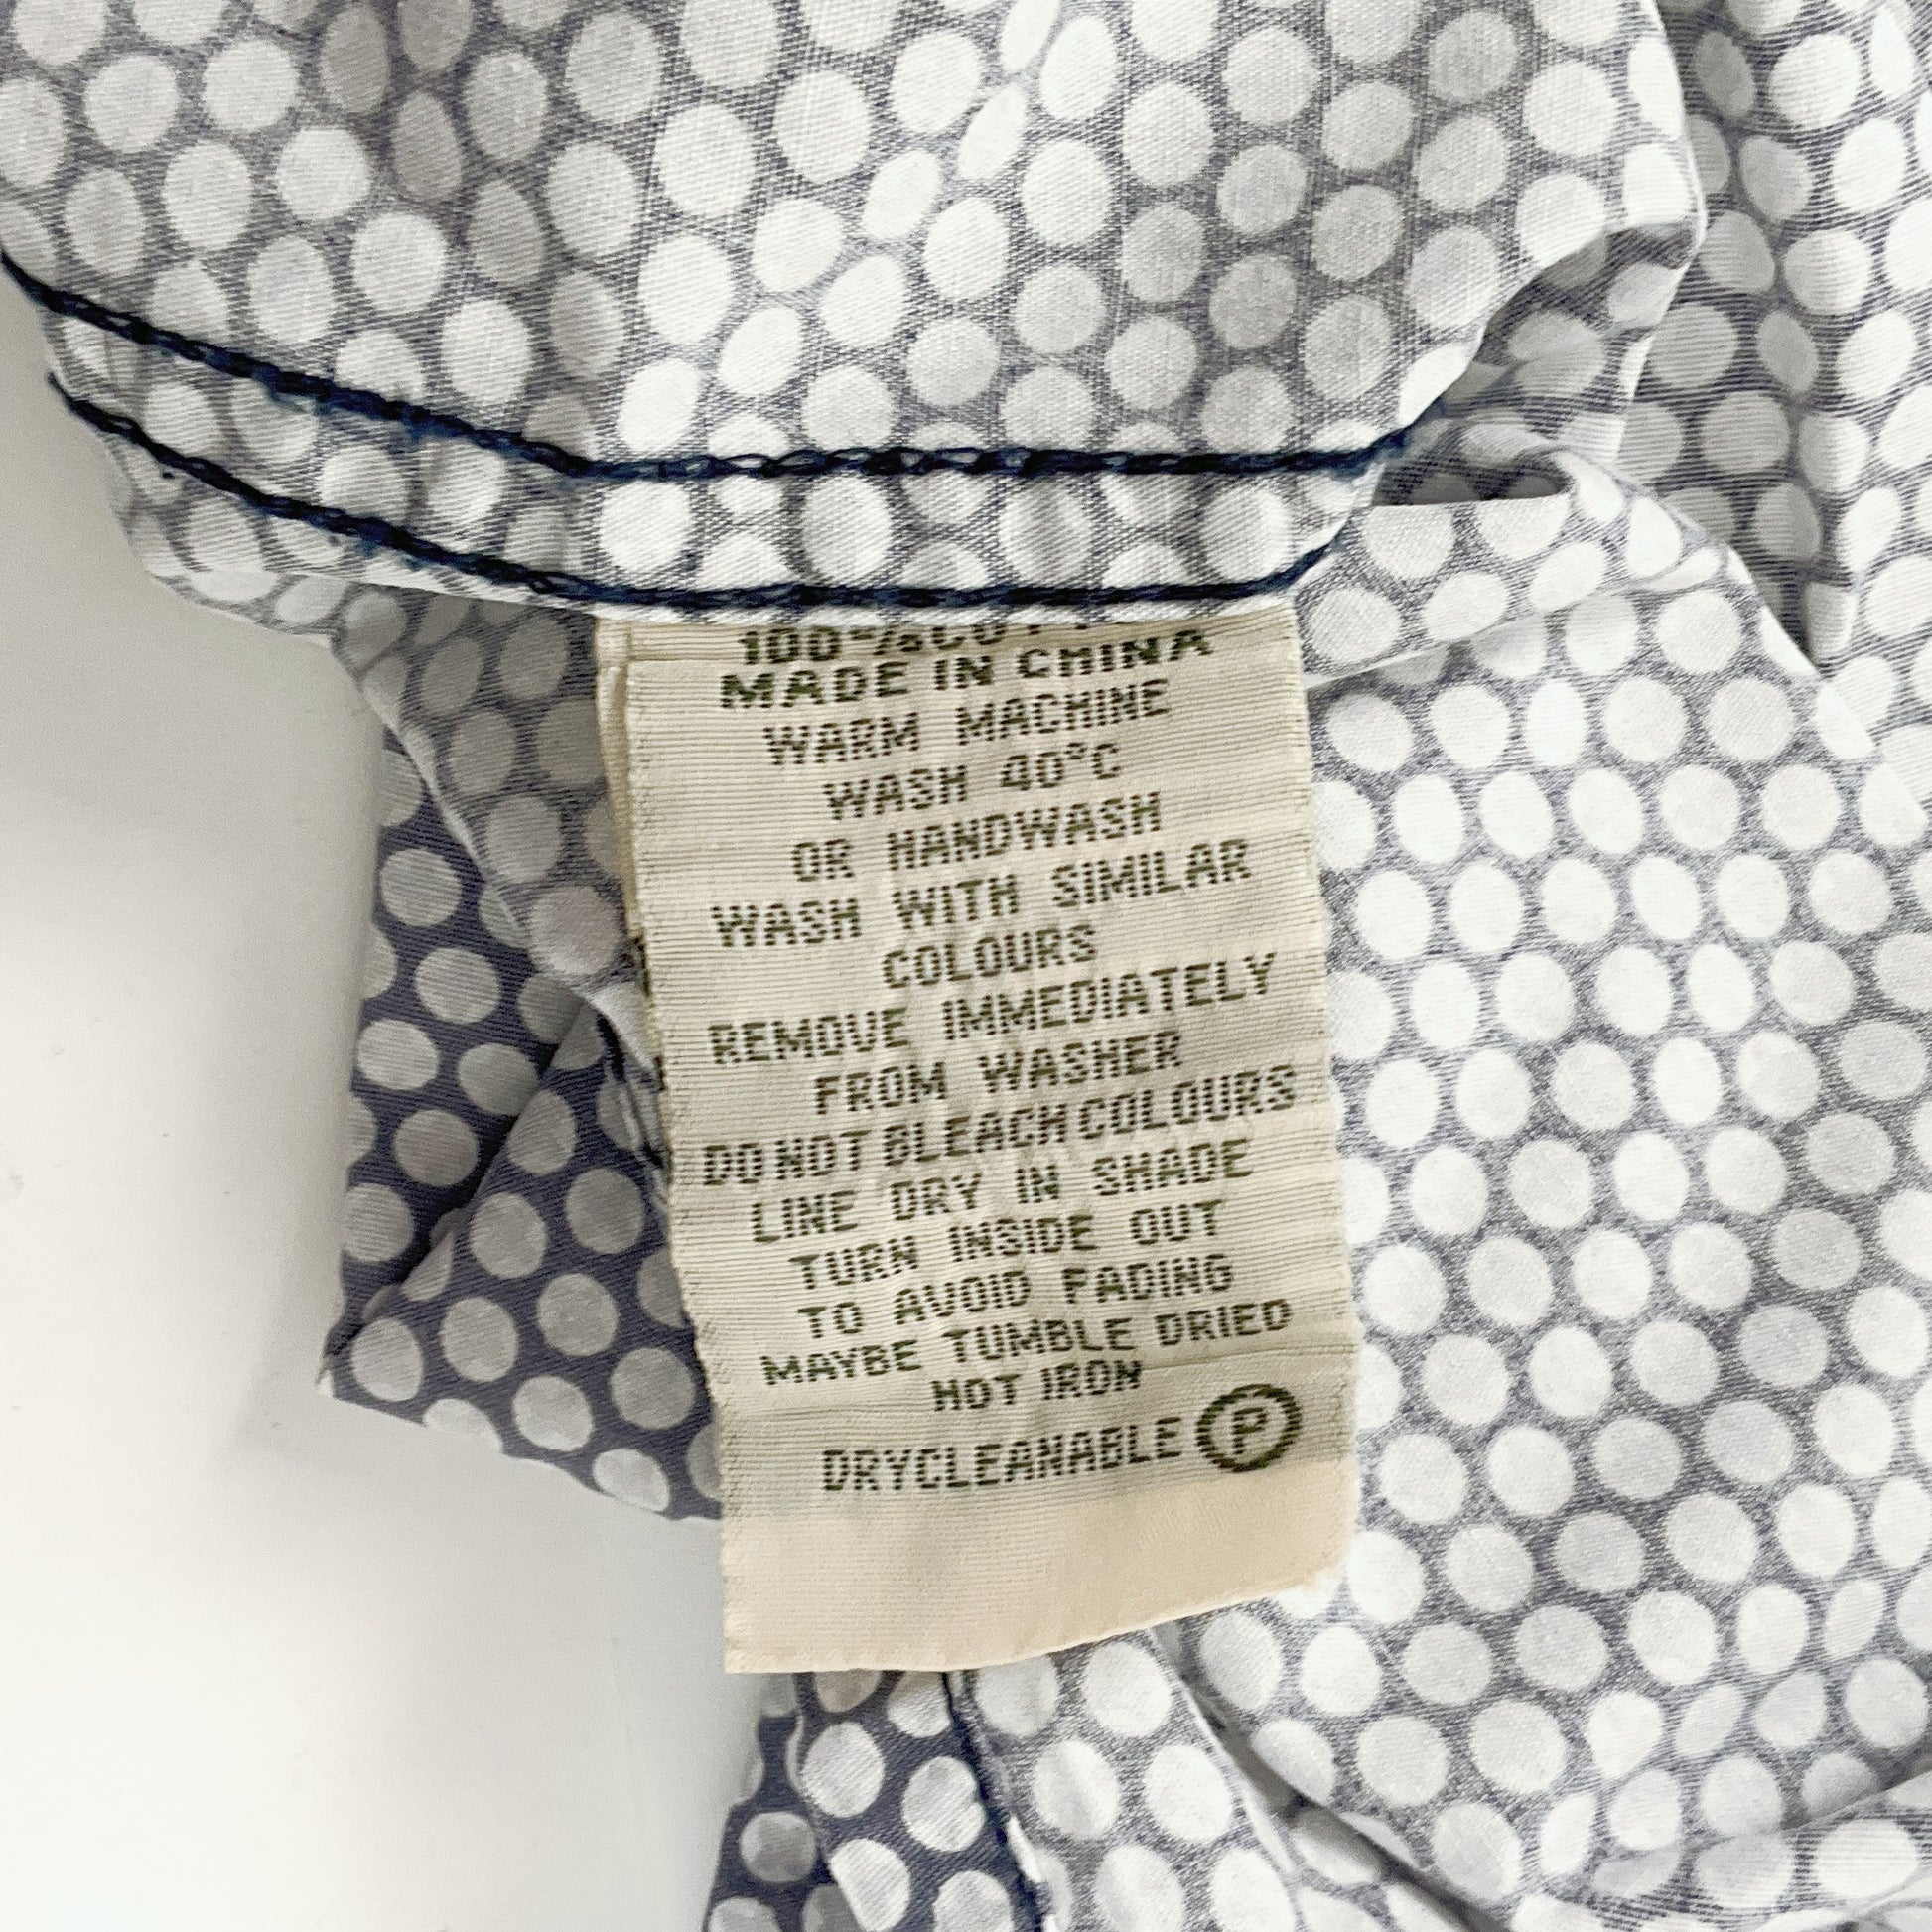 MADE IN CHINA
WARM MACHINE
WASH 40°C
OR HANDWASH
WASH WITH SIMILAR
COLOURS
REMOVE IMMEDIATELY
FROM WASHER
DO NOT BLEACH COLOURS
LINE DRY IN SHADE
TURN INSIDE OUT
TO AVOID FADING
MAYBE TUMBLE DRIED
HOT IRON
DRYCLEANABLE P